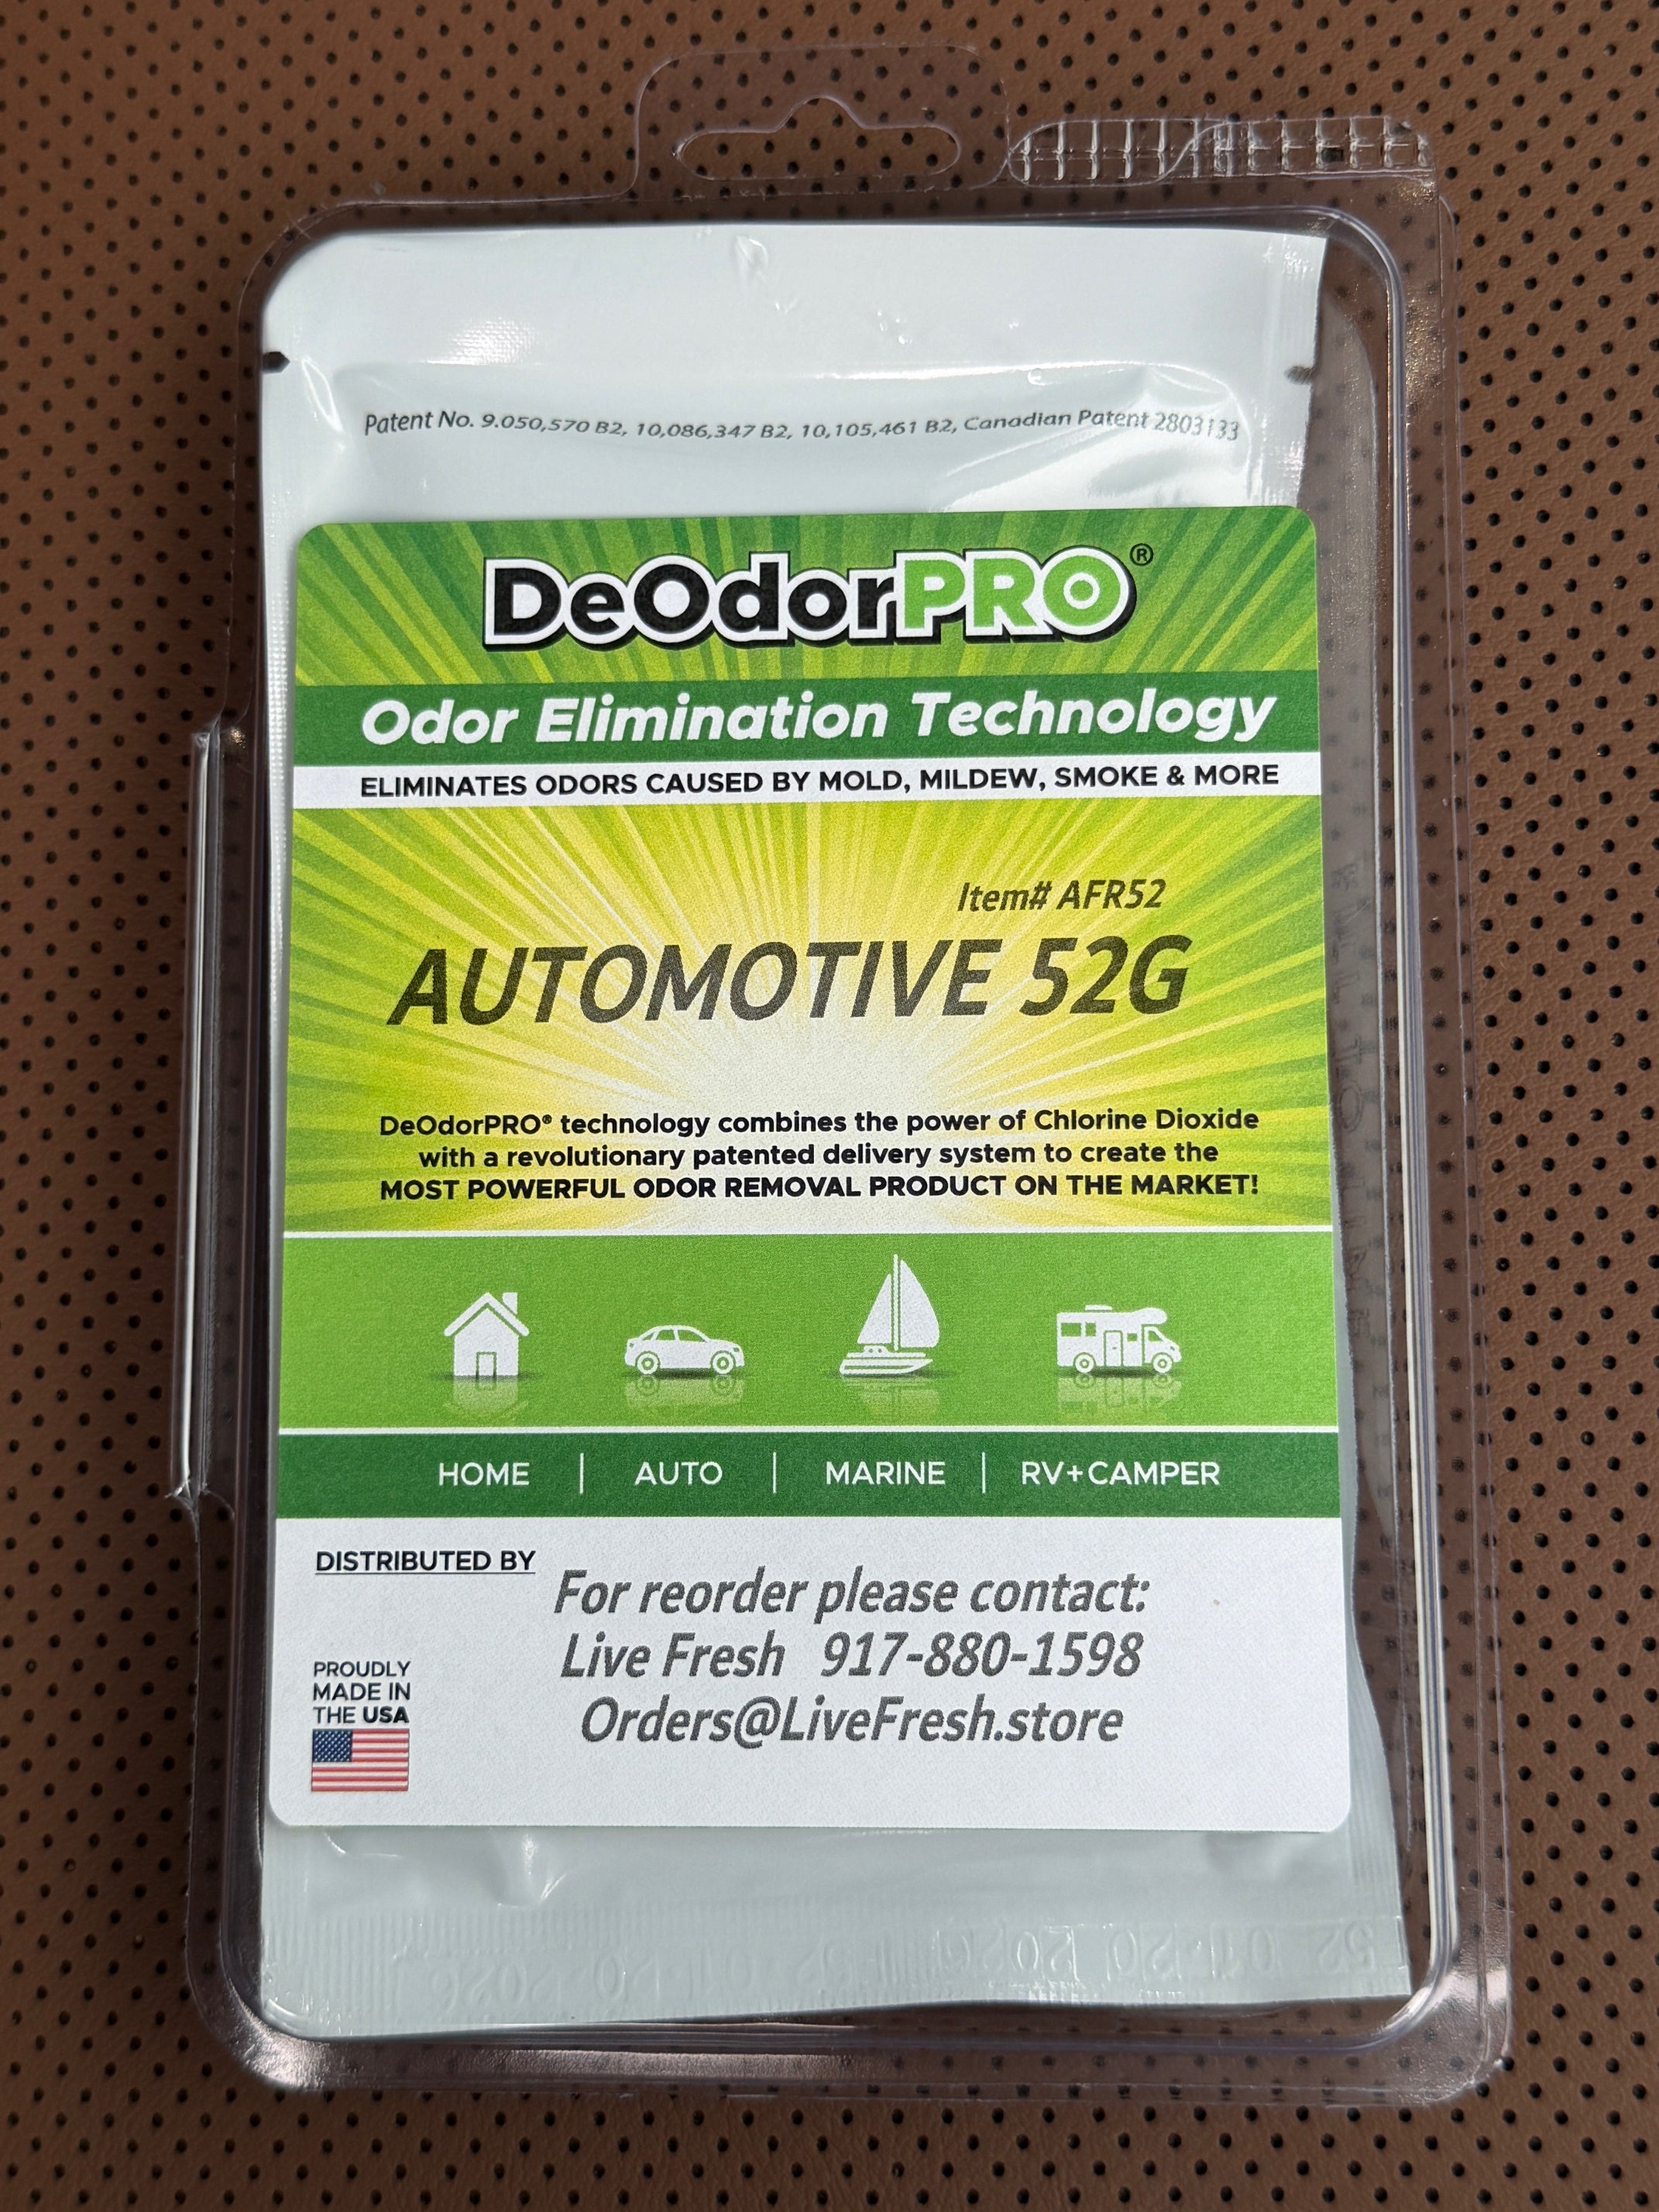 Patent No. 9.050,570 B2, 10,086,347 B2, 10,105,461 B2, Canadian Patent 2803133
DeOdorPRO®
Odor Elimination Technology
ELIMINATES ODORS CAUSED BY MOLD, MILDEW, SMOKE & MORE
Item# AFR52
AUTOMOTIVE 52G
DeOdorPRO® technology combines the power of Chlorine Dioxide
with a revolutionary patented delivery system to create the
MOST POWERFUL ODOR REMOVAL PRODUCT ON THE MARKET!
HOME | AUTO | MARINE | RV+CAMPER
DISTRIBUTED BY
For reorder please contact:
Live Fresh 917-880-1598
Orders@LiveFresh.store
PROUDLY
MADE IN
THE USA